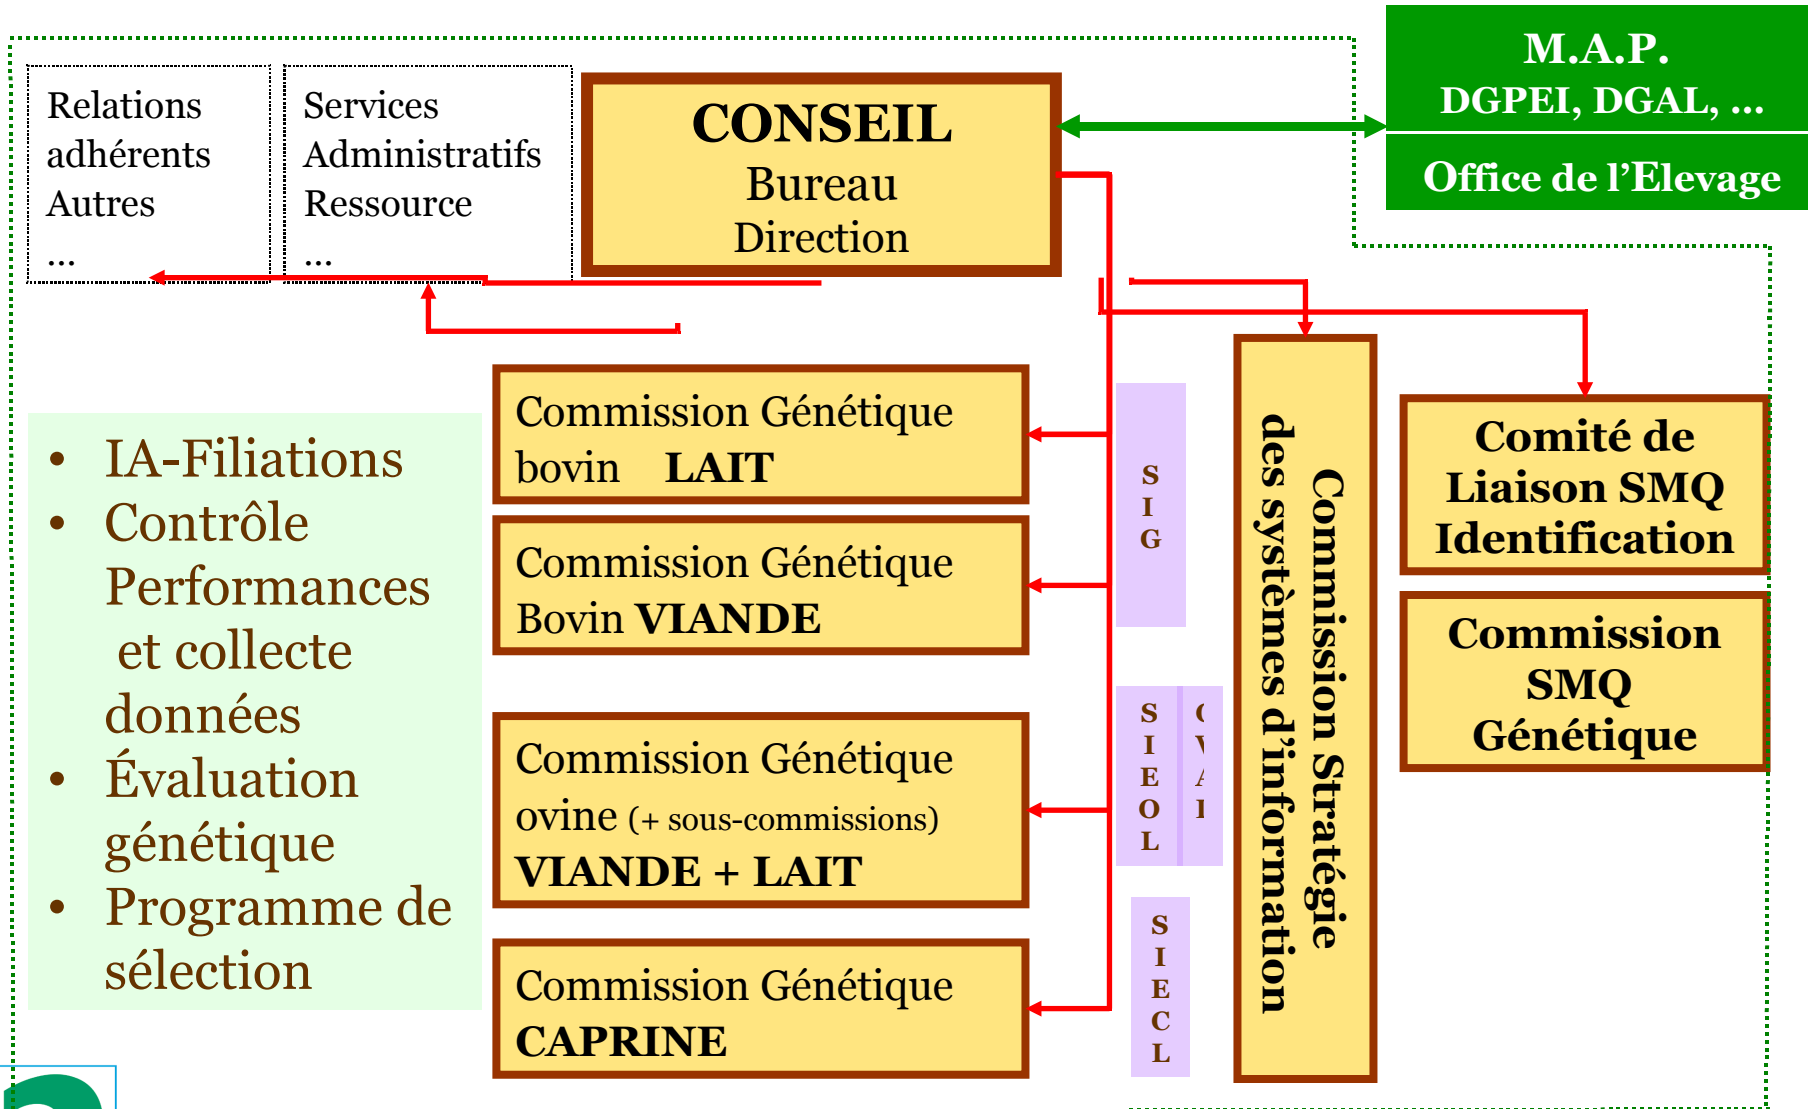 M.A.P.
DGPEI, DGAL, ...
Office de l'Elevage
Relations
adhérents
Autres
...
Services
Administratifs
Ressource
...
CONSEIL
Bureau
Direction
IA-Filiations
Contrôle
Performances
et collecte
données
Évaluation
génétique
Programme de
sélection
Commission Génétique
bovin LAIT
Commission Génétique
Bovin VIANDE
Commission Génétique
ovine (+ sous-commissions)
VIANDE + LAIT
Commission Génétique
CAPRINE
SIG
SIEOL
SIECL
Commission Stratégie
des systèmes d'information
Comité de
Liaison SMQ
Identification
Commission
SMQ
Génétique